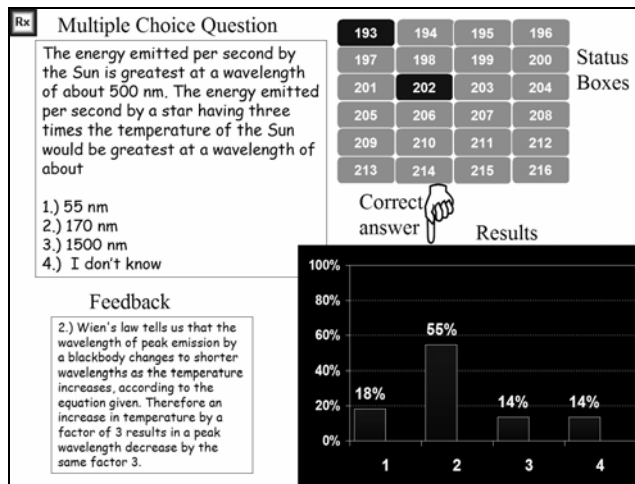 Rx
Multiple Choice Question
The energy emitted per second by
the Sun is greatest at a wavelength
of about 500 nm. The energy emitted
per second by a star having three
times the temperature of the Sun
would be greatest at a wavelength of
about
1.) 55 nm
2.) 170 nm
3.) 1500 nm
4.) I don't know
193 194 195 196
197 198 199 200
201 202 203 204
205 206 207 208
209 210 211 212
213 214 215 216
Status
Boxes
Correct
answer
Results
100%
80%
60%
40%
20%
0%
18%
55%
14%
14%
1 2 3 4
Feedback
2.) Wien's law tells us that the
wavelength of peak emission by
a blackbody changes to shorter
wavelengths as the temperature
increases, according to the
equation given. Therefore an
increase in temperature by a
factor of 3 results in a peak
wavelength decrease by the
same factor 3.